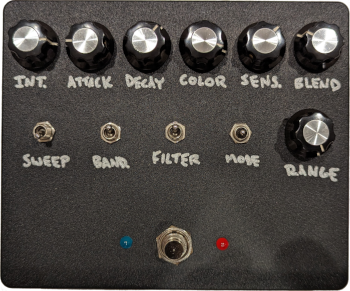 INT. ATTACK DECAY COLOR SENS. BLEND
SWEEP BAND FILTER MODE RANGE